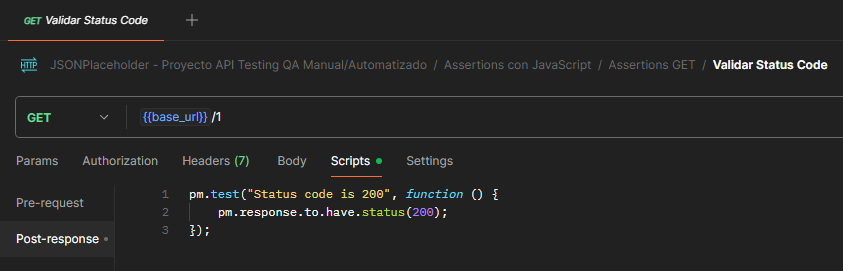 GET Validar Status Code
HTTP JSONPlaceholder - Proyecto API Testing QA Manual/Automatizado / Assertions con JavaScript / Assertions GET / Validar Status Code
GET {{base_url}} /1
Params Authorization Headers (7) Body Scripts Settings
Pre-request
Post-response
1 pm.test("Status code is 200", function () {
2 pm.response.to.have.status(200);
3 });